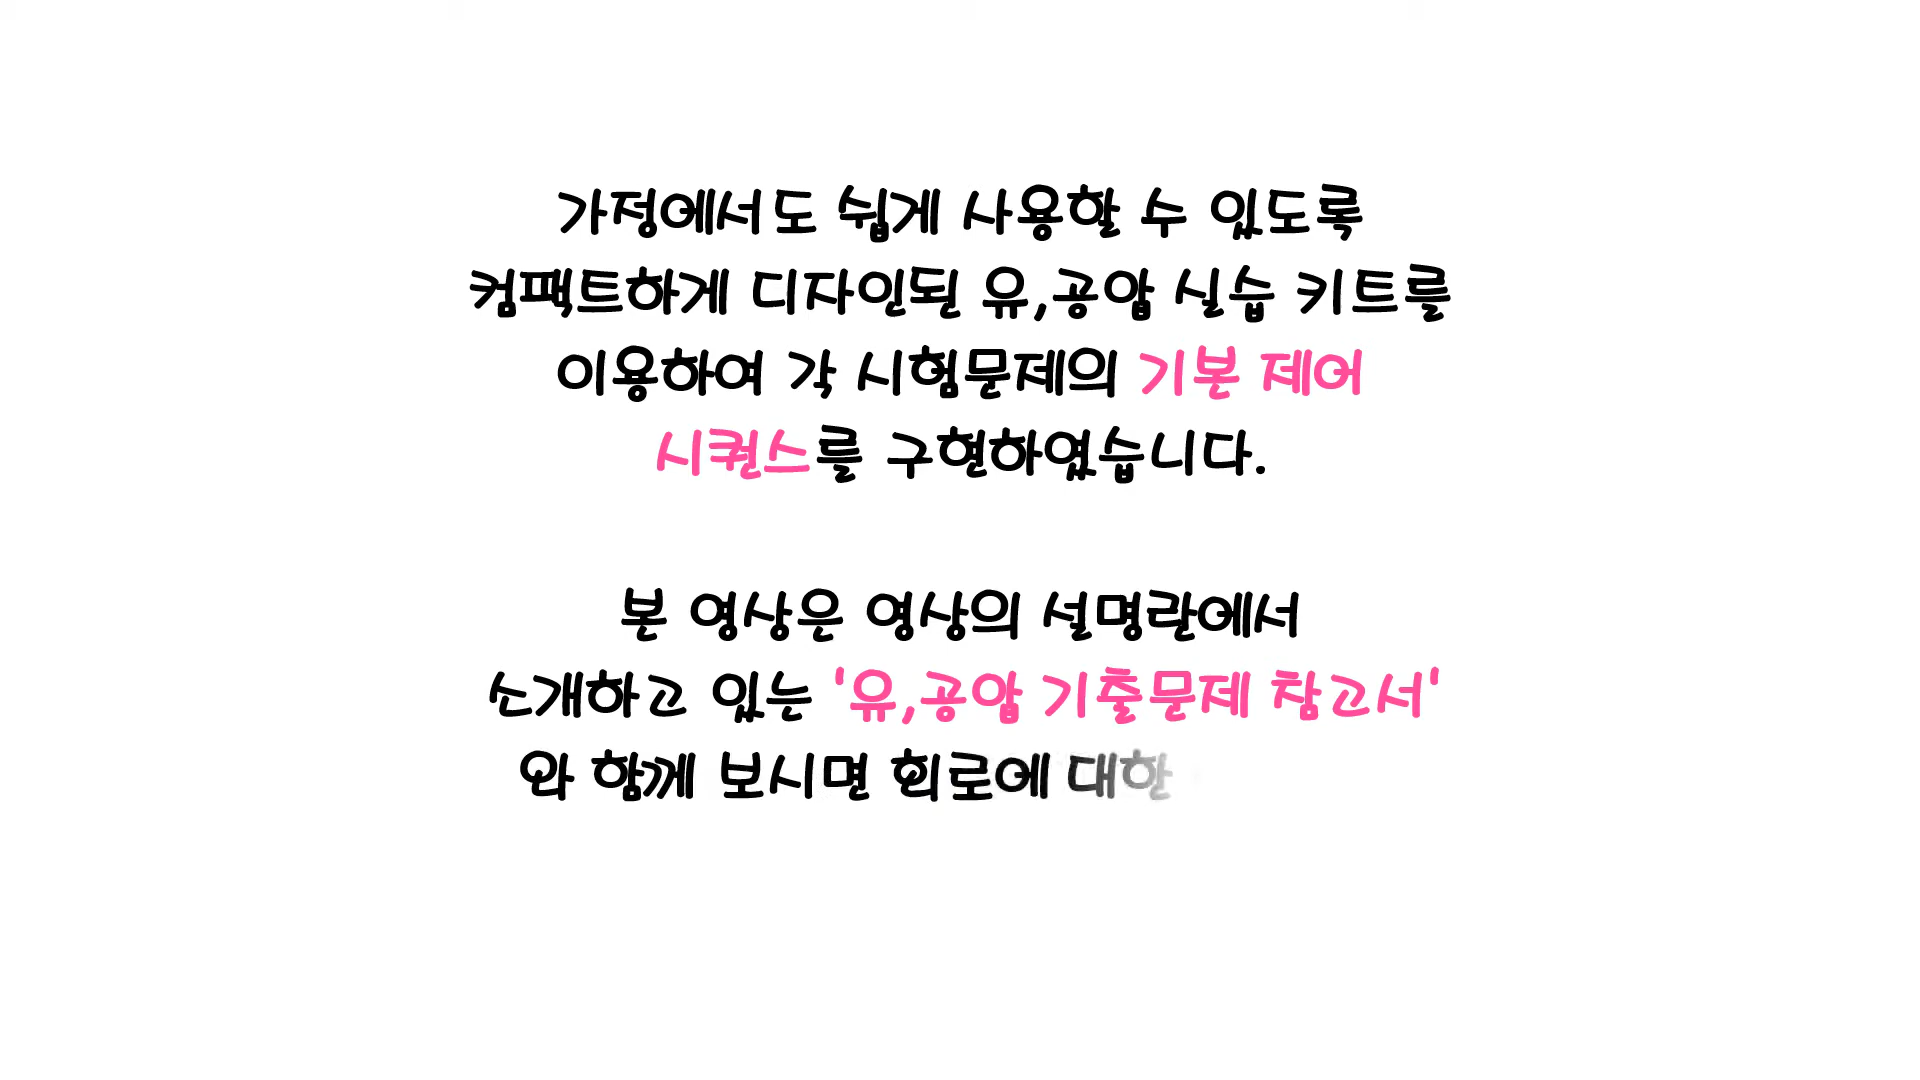 가정에서도 쉽게 사용할 수 있도록
컴팩트하게 디자인된 유,공압 실습 키트를
이용하여 각 시험문제의 기본 제어
시퀀스를 구현하였습니다.
본 영상은 영상의 설명란에서
소개하고 있는 '유,공압 기출문제 참고서'
와 함께 보시면 회로에 대한